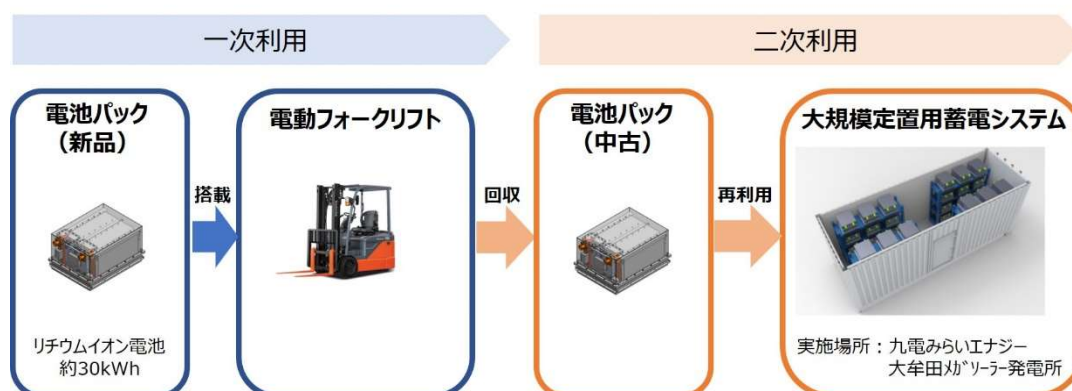 一次利用
二次利用
電池パック
（新品）
リチウムイオン電池
約30kWh
搭載
電動フォークリフト
回収
電池パック
（中古）
再利用
大規模定置用蓄電システム
実施場所：九電みらいエナジー
大牟田ﾒｶﾞｿｰﾗｰ発電所